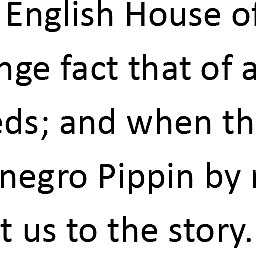 English House of
nge fact that of a
eds; and when th
negro Pippin by
t us to the story.